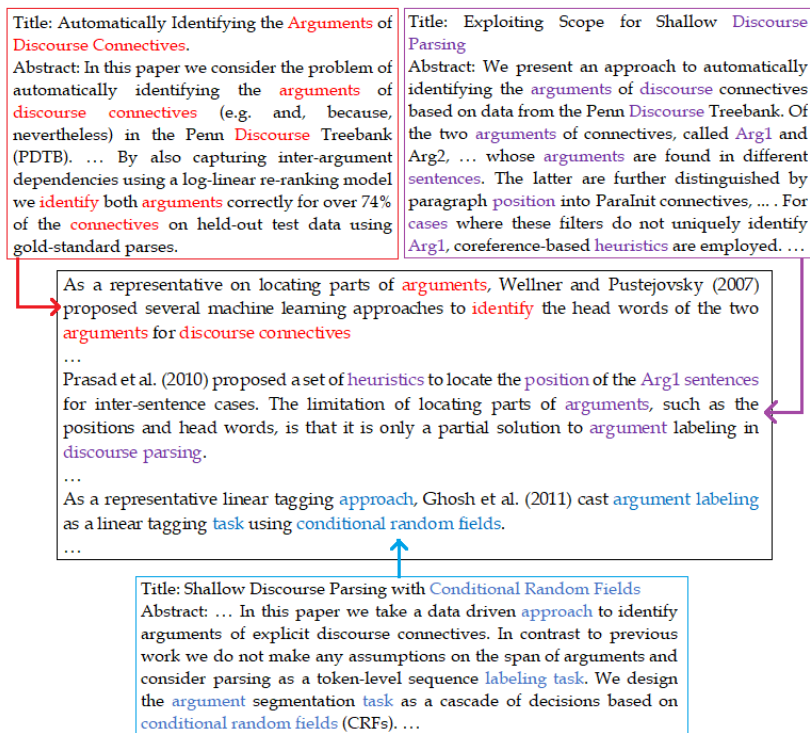 Title: Automatically Identifying the Arguments of
Discourse Connectives.
Abstract: In this paper we consider the problem of
automatically identifying the arguments of
discourse connectives (e.g. and, because,
nevertheless) in the Penn Discourse Treebank
(PDTB). … By also capturing inter-argument
dependencies using a log-linear re-ranking model
we identify both arguments correctly for over 74%
of the connectives on held-out test data using
gold-standard parses.
Title: Exploiting Scope for Shallow Discourse
Parsing
Abstract: We present an approach to automatically
identifying the arguments of discourse connectives
based on data from the Penn Discourse Treebank. Of
the two arguments of connectives, called Arg1 and
Arg2, … whose arguments are found in different
sentences. The latter are further distinguished by
paragraph position into ParaInit connectives, ... . For
cases where these filters do not uniquely identify
Arg1, coreference-based heuristics are employed. …
As a representative on locating parts of arguments, Wellner and Pustejovsky (2007)
proposed several machine learning approaches to identify the head words of the two
arguments for discourse connectives
…
Prasad et al. (2010) proposed a set of heuristics to locate the position of the Arg1 sentences
for inter-sentence cases. The limitation of locating parts of arguments, such as the
positions and head words, is that it is only a partial solution to argument labeling in
discourse parsing.
…
As a representative linear tagging approach, Ghosh et al. (2011) cast argument labeling
as a linear tagging task using conditional random fields.
…
Title: Shallow Discourse Parsing with Conditional Random Fields
Abstract: … In this paper we take a data driven approach to identify
arguments of explicit discourse connectives. In contrast to previous
work we do not make any assumptions on the span of arguments and
consider parsing as a token-level sequence labeling task. We design
the argument segmentation task as a cascade of decisions based on
conditional random fields (CRFs). …